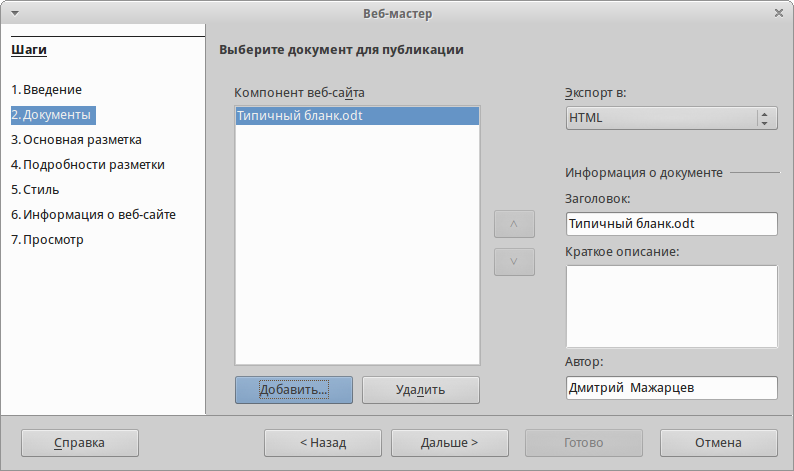 Веб-мастер
Шаги
1. Введение
2. Документы
3. Основная разметка
4. Подробности разметки
5. Стиль
6. Информация о веб-сайте
7. Просмотр
Выберите документ для публикации
Компонент веб-сайта
Типичный бланк.odt
Добавить...
Удалить
Экспорт в:
HTML
Информация о документе
Заголовок:
Типичный бланк.odt
Краткое описание:
Автор:
Дмитрий  Мажарцев
Справка
< Назад
Дальше >
Готово
Отмена